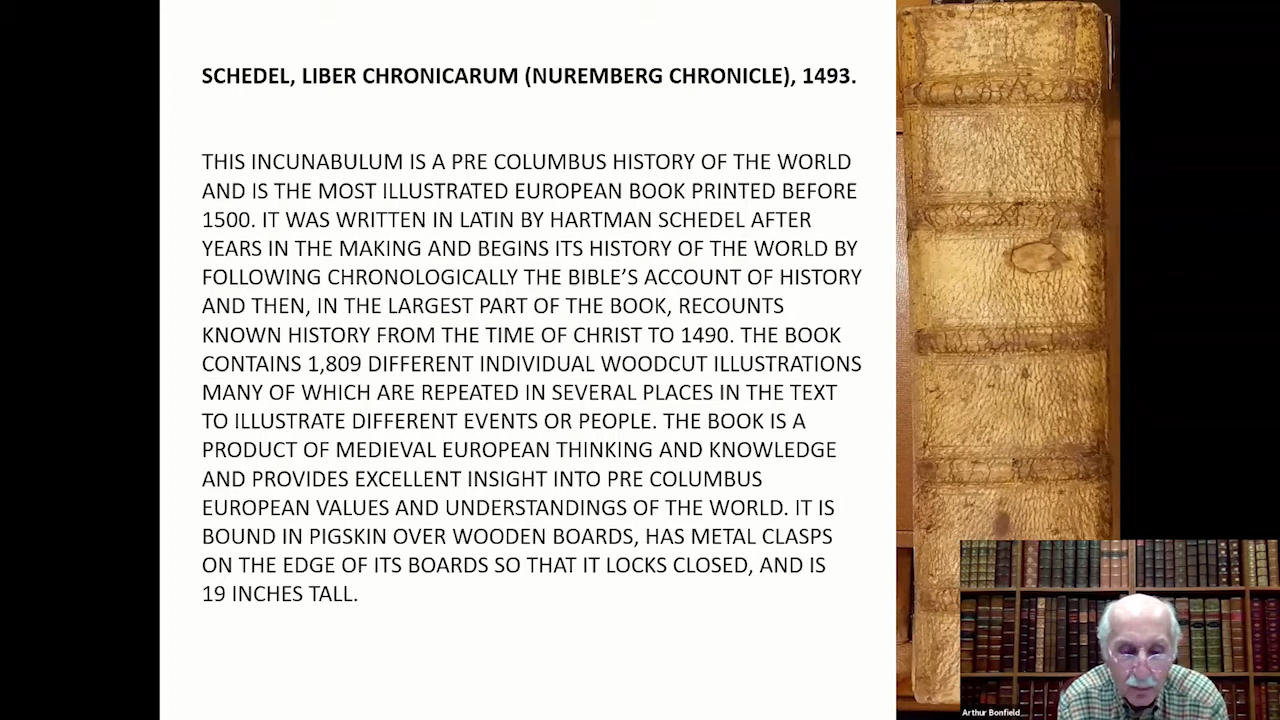 SCHEDEL, LIBER CHRONICARUM (NUREMBERG CHRONICLE), 1493.
THIS INCUNABULUM IS A PRE COLUMBUS HISTORY OF THE WORLD
AND IS THE MOST ILLUSTRATED EUROPEAN BOOK PRINTED BEFORE
1500. IT WAS WRITTEN IN LATIN BY HARTMAN SCHEDEL AFTER
YEARS IN THE MAKING AND BEGINS ITS HISTORY OF THE WORLD BY
FOLLOWING CHRONOLOGICALLY THE BIBLE’S ACCOUNT OF HISTORY
AND THEN, IN THE LARGEST PART OF THE BOOK, RECOUNTS
KNOWN HISTORY FROM THE TIME OF CHRIST TO 1490. THE BOOK
CONTAINS 1,809 DIFFERENT INDIVIDUAL WOODCUT ILLUSTRATIONS
MANY OF WHICH ARE REPEATED IN SEVERAL PLACES IN THE TEXT
TO ILLUSTRATE DIFFERENT EVENTS OR PEOPLE. THE BOOK IS A
PRODUCT OF MEDIEVAL EUROPEAN THINKING AND KNOWLEDGE
AND PROVIDES EXCELLENT INSIGHT INTO PRE COLUMBUS
EUROPEAN VALUES AND UNDERSTANDINGS OF THE WORLD. IT IS
BOUND IN PIGSKIN OVER WOODEN BOARDS, HAS METAL CLASPS
ON THE EDGE OF ITS BOARDS SO THAT IT LOCKS CLOSED, AND IS
19 INCHES TALL.
Arthur Bonfield